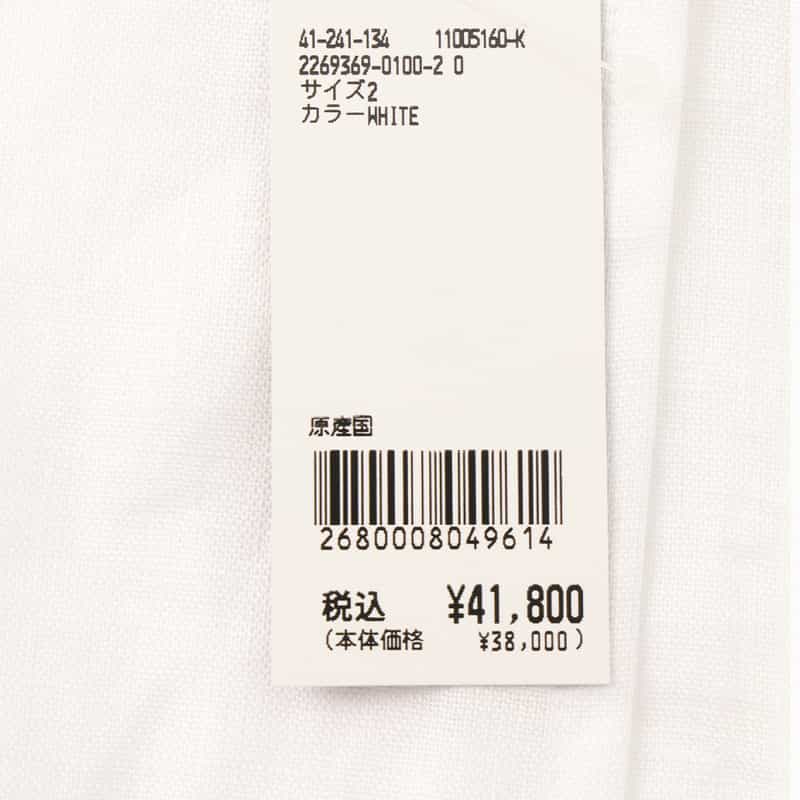 41-241-134 11005160-K
2269369-0100-2 0
サイズ2
カラーWHITE
原産国
2680008049614
税込 ¥41,800
(本体価格 ¥38,000)